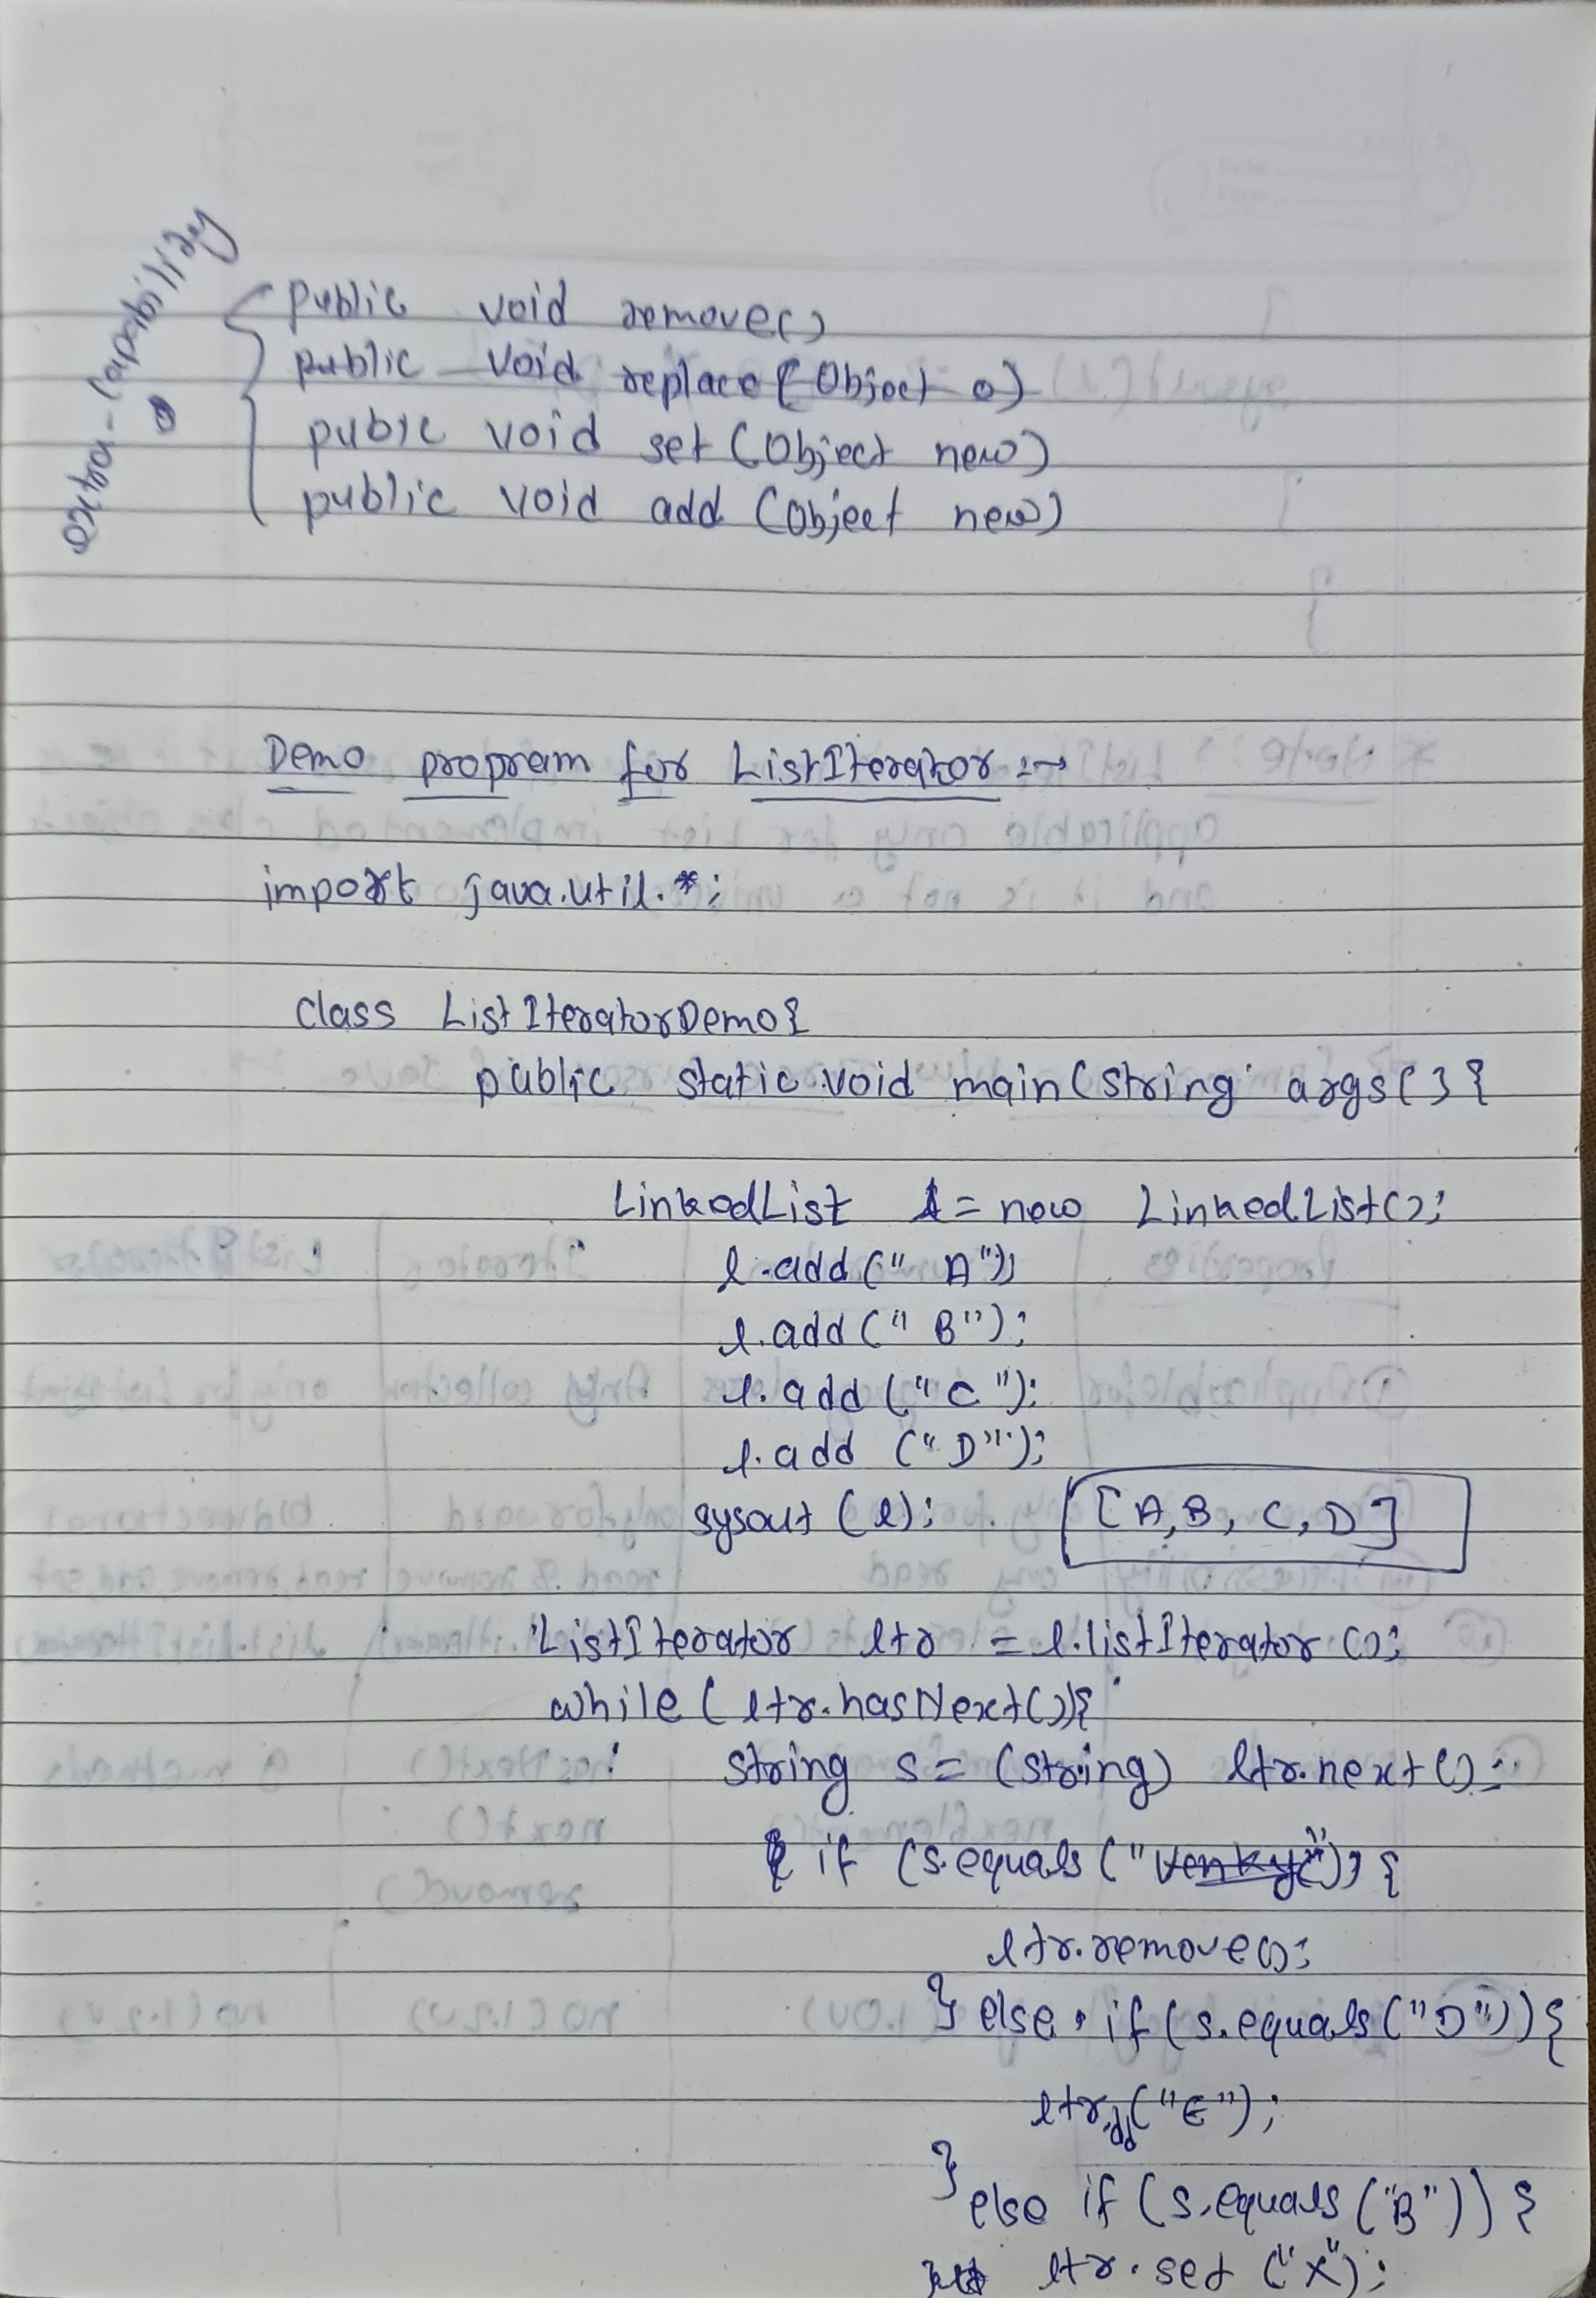 extra-capability
public void remove()
public void replace(Object o)
pubic void set(Object new)
public void add(Object new)
Demo propram for ListIterator :→
import java.util.*;
class ListIteratorDemo{
public static void main(String args[]{
LinkedList l = new LinkedList();
l.add("A");
l.add("B");
l.add("C");
l.add("D");
sysout(l); [A,B,C,D]
ListIterator ltr = l.listIterator();
while(ltr.hasNext()){
String s = (String) ltr.next();
if (s.equals("C")) {
ltr.remove();
} else if(s.equals("D")){
ltr.add("E");
}
else if (s.equals("B")) {
ltr.set("X");